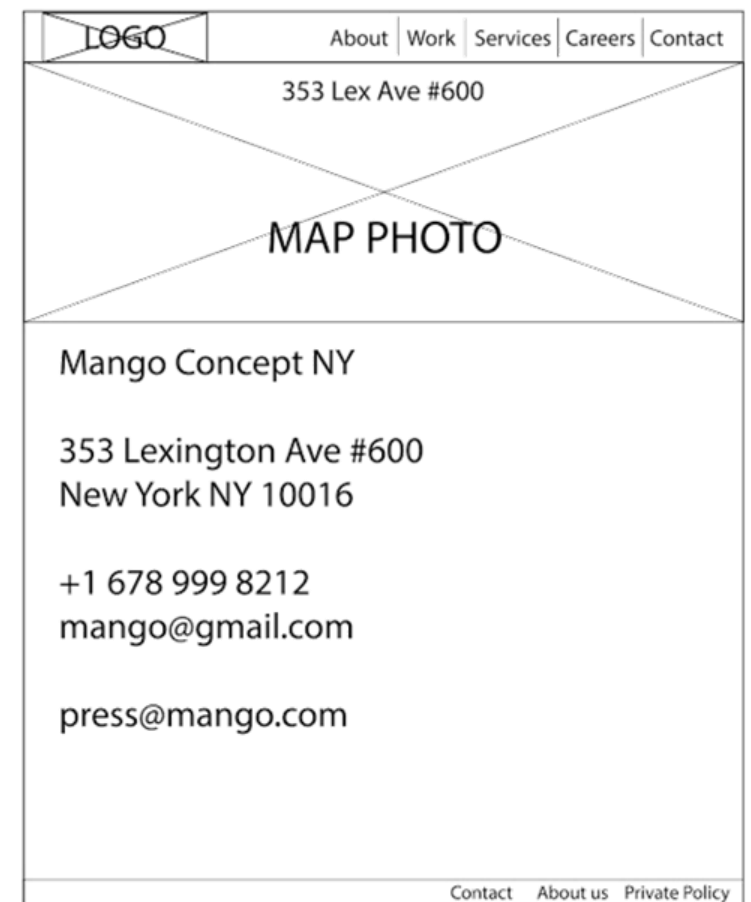 LOGO
About Work Services Careers Contact
353 Lex Ave #600
MAP PHOTO
Mango Concept NY
353 Lexington Ave #600
New York NY 10016
+1 678 999 8212
mango@gmail.com
press@mango.com
Contact About us Private Policy